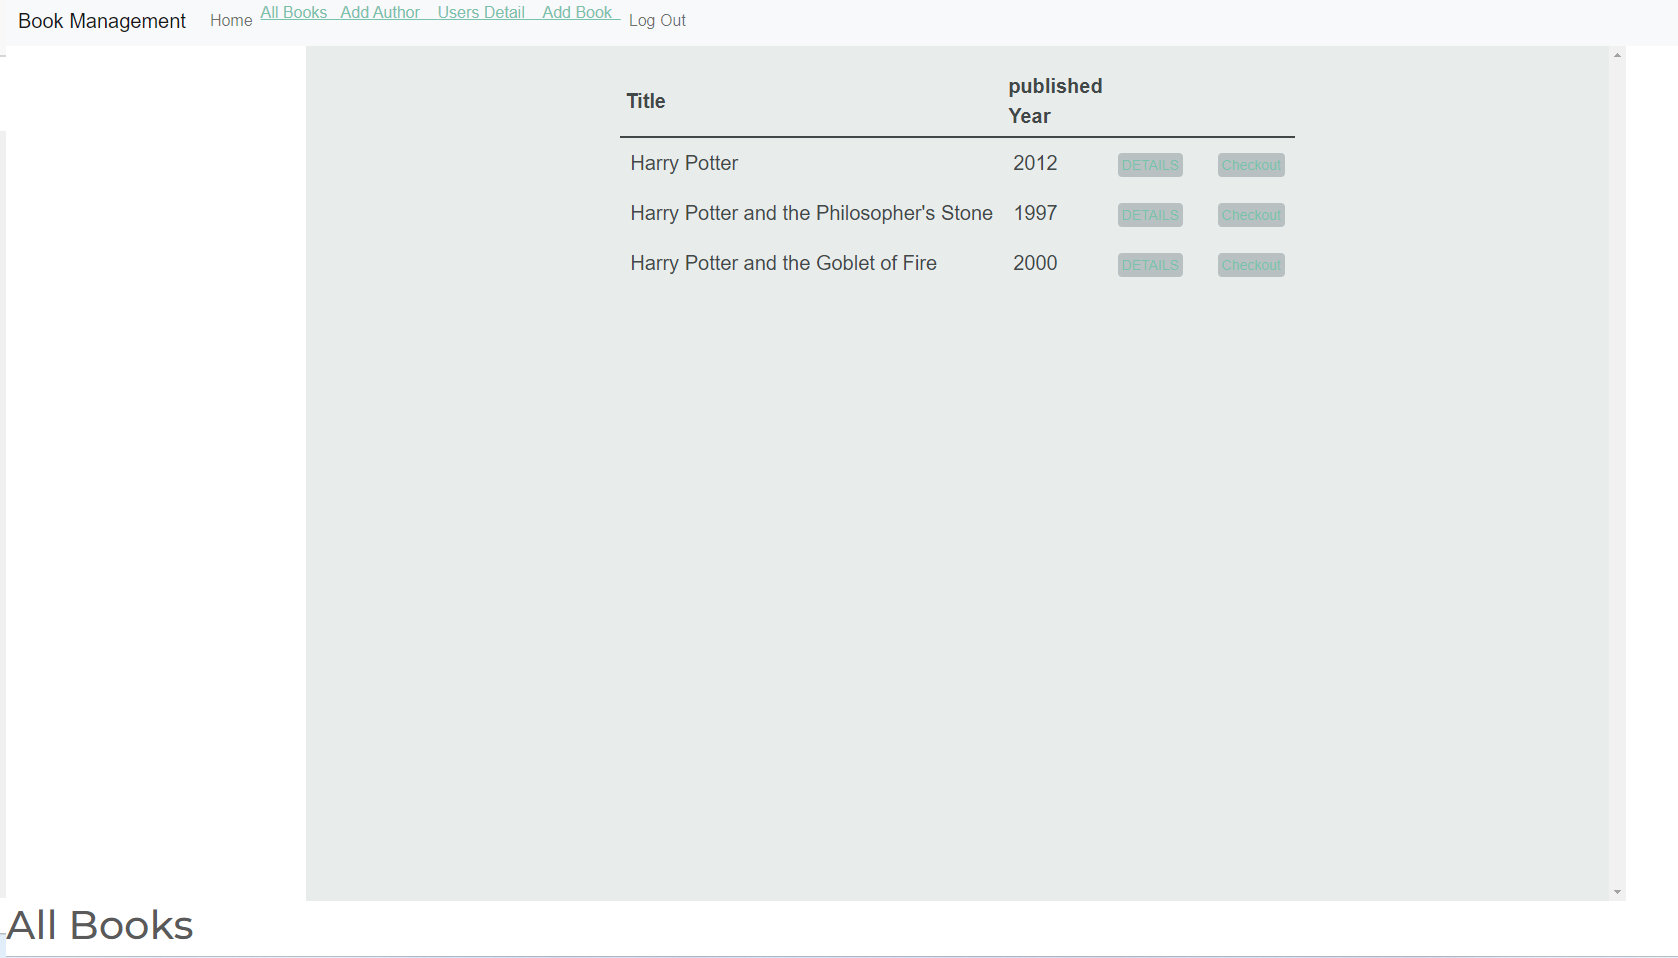 Book Management Home All Books Add Author Users Detail Add Book Log Out
Title published Year
Harry Potter 2012 DETAILS Checkout
Harry Potter and the Philosopher's Stone 1997 DETAILS Checkout
Harry Potter and the Goblet of Fire 2000 DETAILS Checkout
All Books